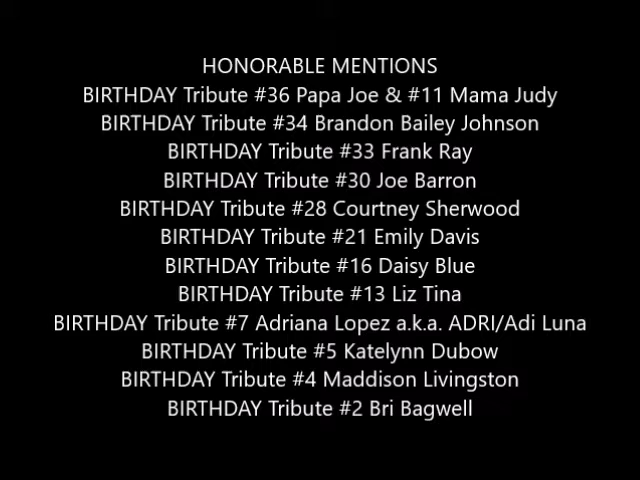 HONORABLE MENTIONS
BIRTHDAY Tribute #36 Papa Joe & #11 Mama Judy
BIRTHDAY Tribute #34 Brandon Bailey Johnson
BIRTHDAY Tribute #33 Frank Ray
BIRTHDAY Tribute #30 Joe Barron
BIRTHDAY Tribute #28 Courtney Sherwood
BIRTHDAY Tribute #21 Emily Davis
BIRTHDAY Tribute #16 Daisy Blue
BIRTHDAY Tribute #13 Liz Tina
BIRTHDAY Tribute #7 Adriana Lopez a.k.a. ADRI/Adi Luna
BIRTHDAY Tribute #5 Katelynn Dubow
BIRTHDAY Tribute #4 Maddison Livingston
BIRTHDAY Tribute #2 Bri Bagwell